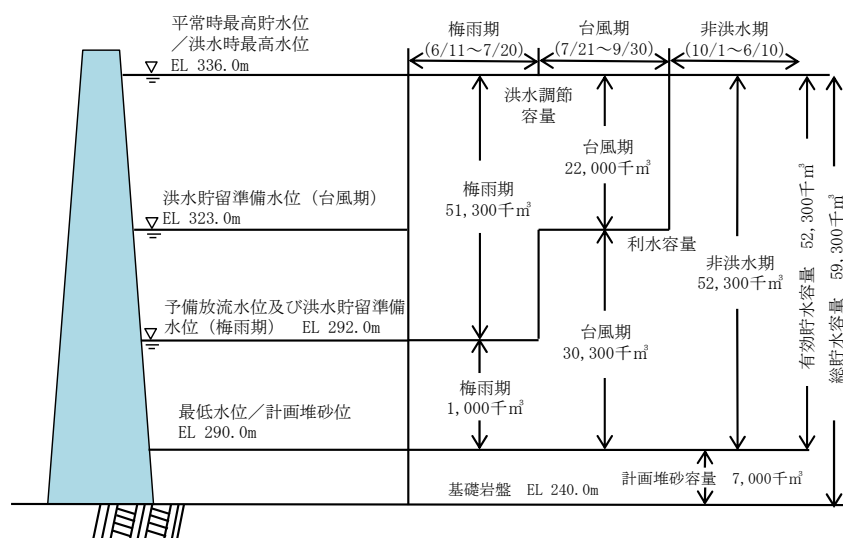 平常時最高貯水位
／洪水時最高水位
EL 336.0m
梅雨期
(6/11～7/20)
台風期
(7/21～9/30)
非洪水期
(10/1～6/10)
洪水調節
容量
台風期
22,000千㎥
梅雨期
51,300千㎥
洪水貯留準備水位（台風期）
EL 323.0m
利水容量
非洪水期
52,300千㎥
有効貯水容量　52,300千㎥
総貯水容量　59,300千㎥
予備放流水位及び洪水貯留準備
水位（梅雨期）　EL 292.0m
台風期
30,300千㎥
梅雨期
1,000千㎥
最低水位／計画堆砂位
EL 290.0m
計画堆砂容量　7,000千㎥
基礎岩盤　EL 240.0m